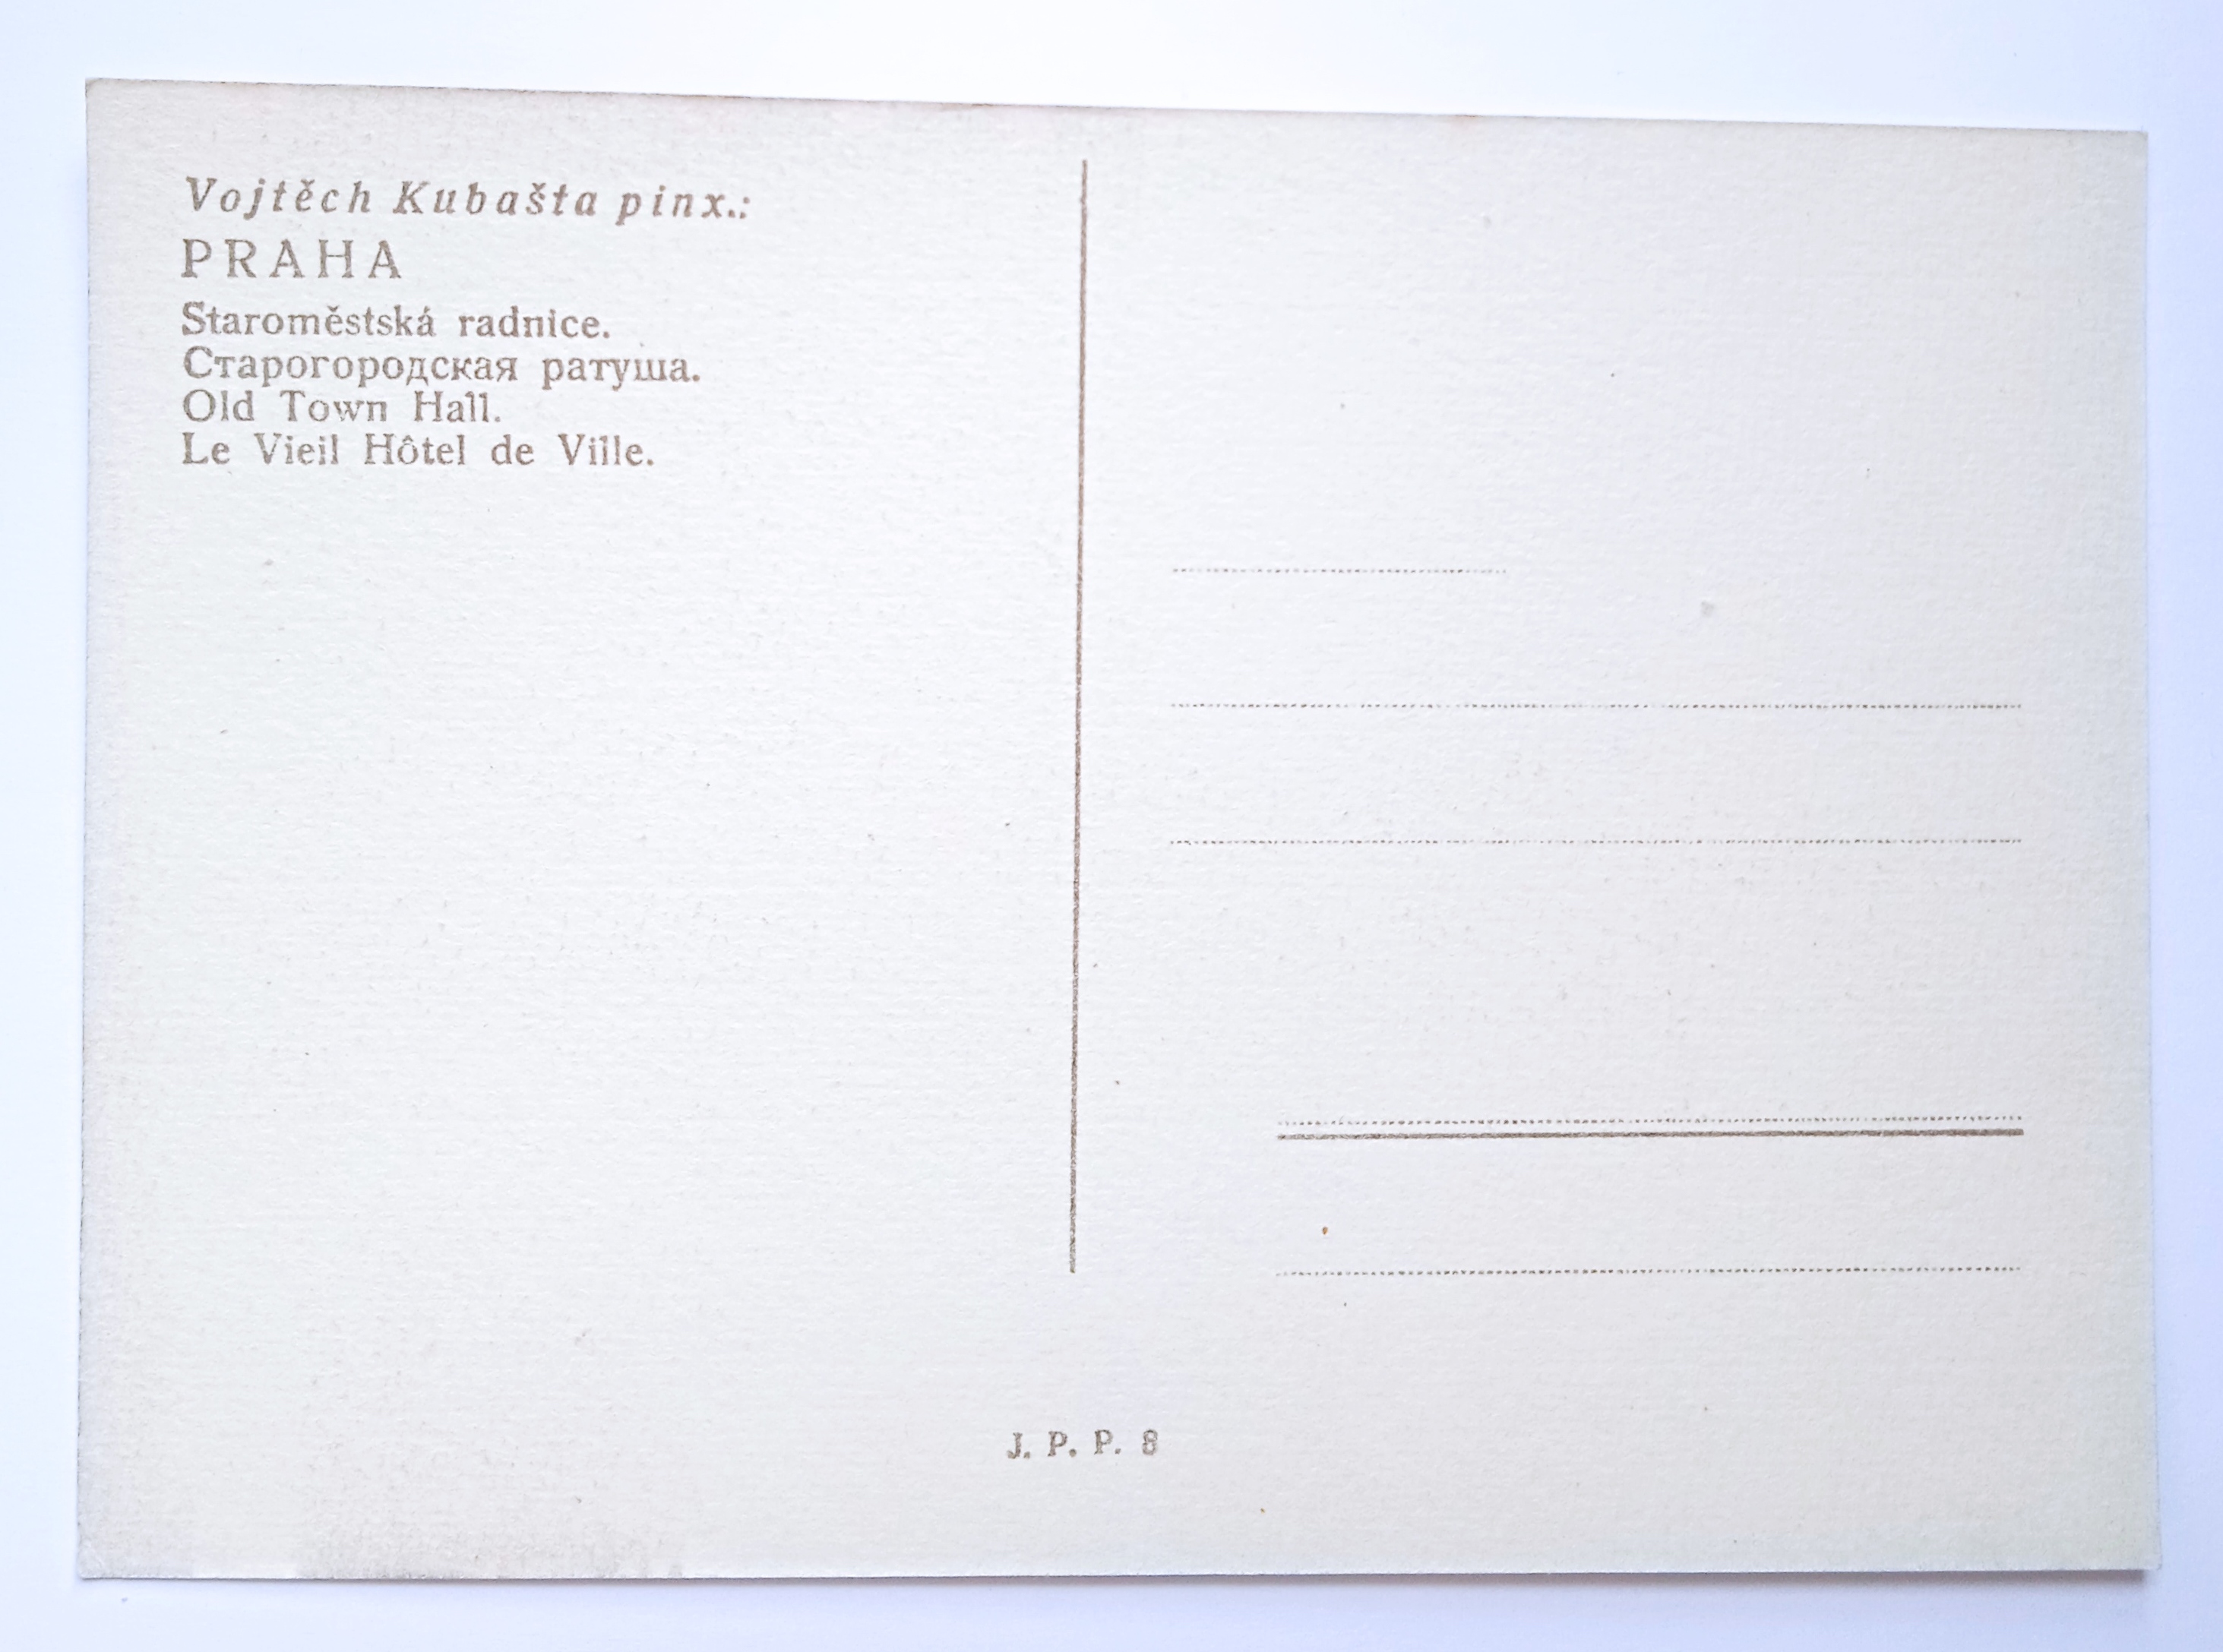 Vojtěch Kubašta pinx.:
PRAHA
Staroměstská radnice.
Старогородская ратуша.
Old Town Hall.
Le Vieil Hôtel de Ville.
J. P. P. 8